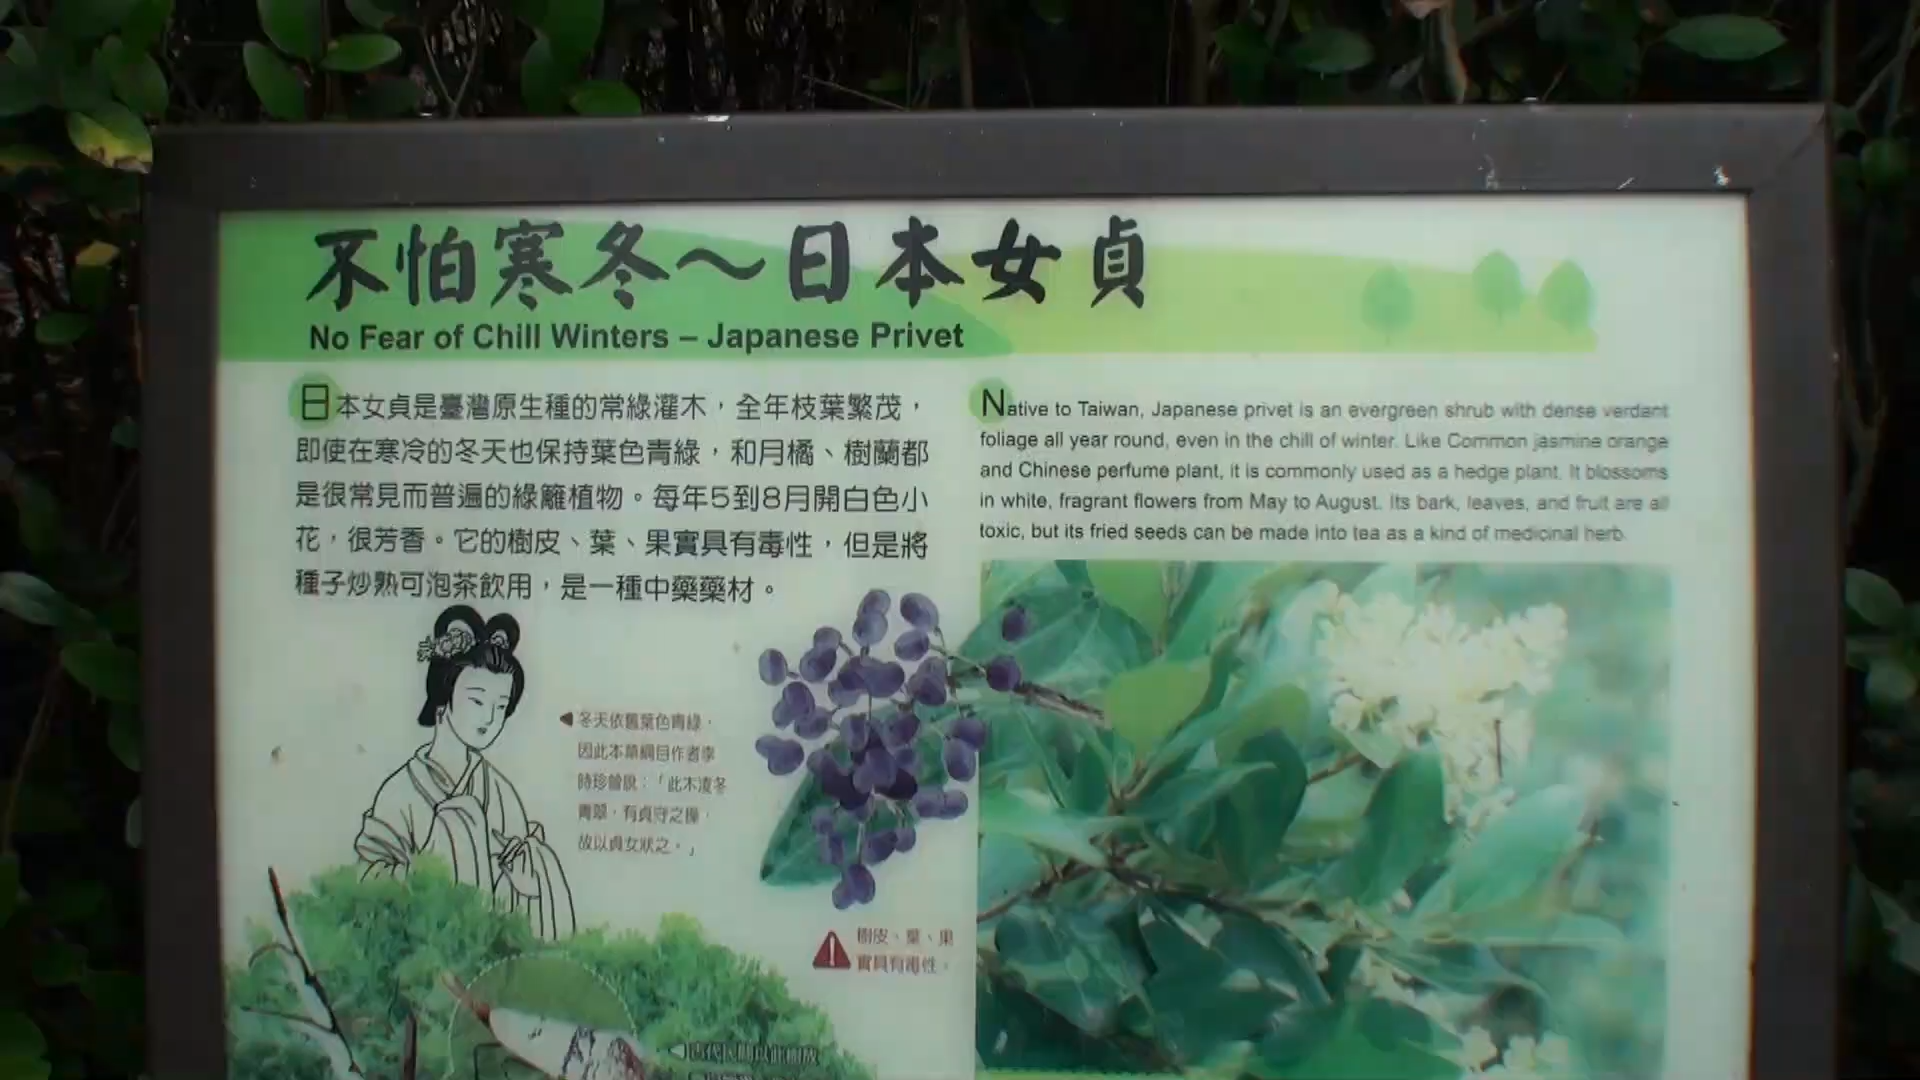 不怕寒冬～日本女貞
No Fear of Chill Winters – Japanese Privet
日本女貞是臺灣原生種的常綠灌木，全年枝葉繁茂，
即使在寒冷的冬天也保持葉色青綠，和月橘、樹蘭都
是很常見而普遍的綠籬植物。每年5到8月開白色小
花，很芳香。它的樹皮、葉、果實具有毒性，但是將
種子炒熟可泡茶飲用，是一種中藥藥材。
Native to Taiwan, Japanese privet is an evergreen shrub with dense verdant
foliage all year round, even in the chill of winter. Like Common jasmine orange
and Chinese perfume plant, it is commonly used as a hedge plant. It blossoms
in white, fragrant flowers from May to August. Its bark, leaves, and fruit are all
toxic, but its fried seeds can be made into tea as a kind of medicinal herb.
冬天依舊葉色青綠，
因此本草綱目作者李
時珍曾說：「此木凌冬
青翠，有貞守之操，
故以貞女狀之。」
樹皮、葉、果
實具有毒性。